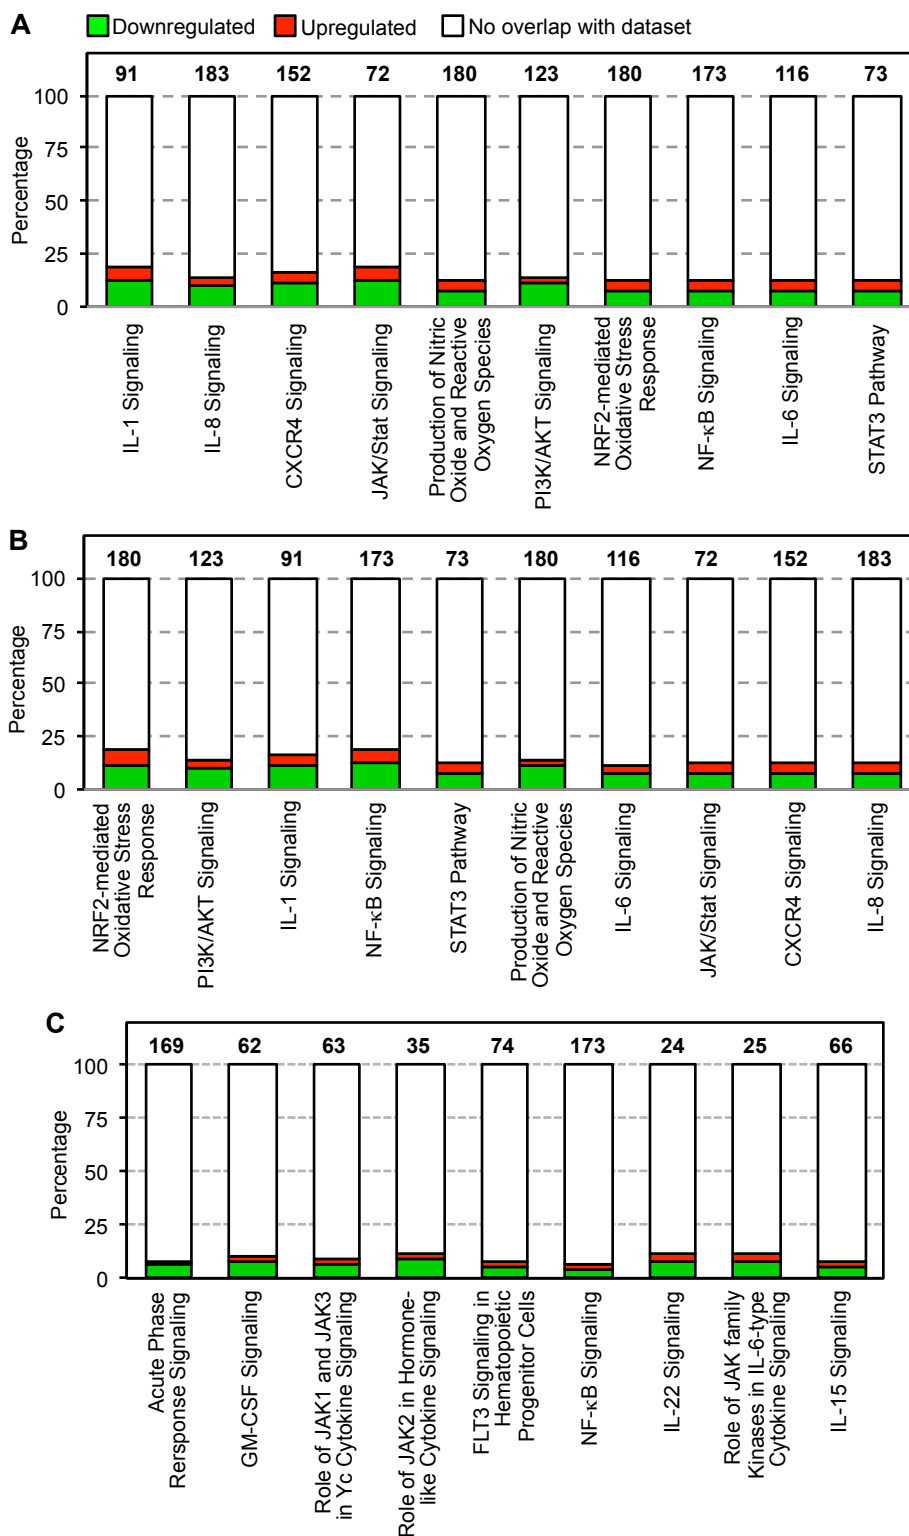 A
Downregulated
Upregulated
No overlap with dataset
91 183 152 72 180 123 180 173 116 73
Percentage
100
75
50
25
0
IL-1 Signaling
IL-8 Signaling
CXCR4 Signaling
JAK/Stat Signaling
Production of Nitric
Oxide and Reactive
Oxygen Species
PI3K/AKT Signaling
NRF2-mediated
Oxidative Stress
Response
NF-κB Signaling
IL-6 Signaling
STAT3 Pathway
B
180 123 91 173 73 180 116 72 152 183
Percentage
100
75
50
25
0
NRF2-mediated
Oxidative Stress
Response
PI3K/AKT Signaling
IL-1 Signaling
NF-κB Signaling
STAT3 Pathway
Production of Nitric
Oxide and Reactive
Oxygen Species
IL-6 Signaling
JAK/Stat Signaling
CXCR4 Signaling
IL-8 Signaling
C
169 62 63 35 74 173 24 25 66
Percentage
100
75
50
25
0
Acute Phase
Rersponse Signaling
GM-CSF Signaling
Role of JAK1 and JAK3
in Yc Cytokine Signaling
Role of JAK2 in Hormone-
like Cytokine Signaling
FLT3 Signaling in
Hematopoietic
Progenitor Cells
NF-κB Signaling
IL-22 Signaling
Role of JAK family
Kinases in IL-6-type
Cytokine Signaling
IL-15 Signaling